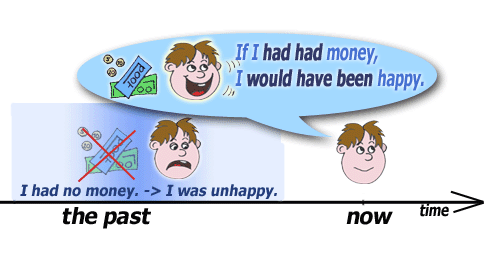 If I had had money,
I would have been happy.
I had no money. -> I was unhappy.
the past
now
time